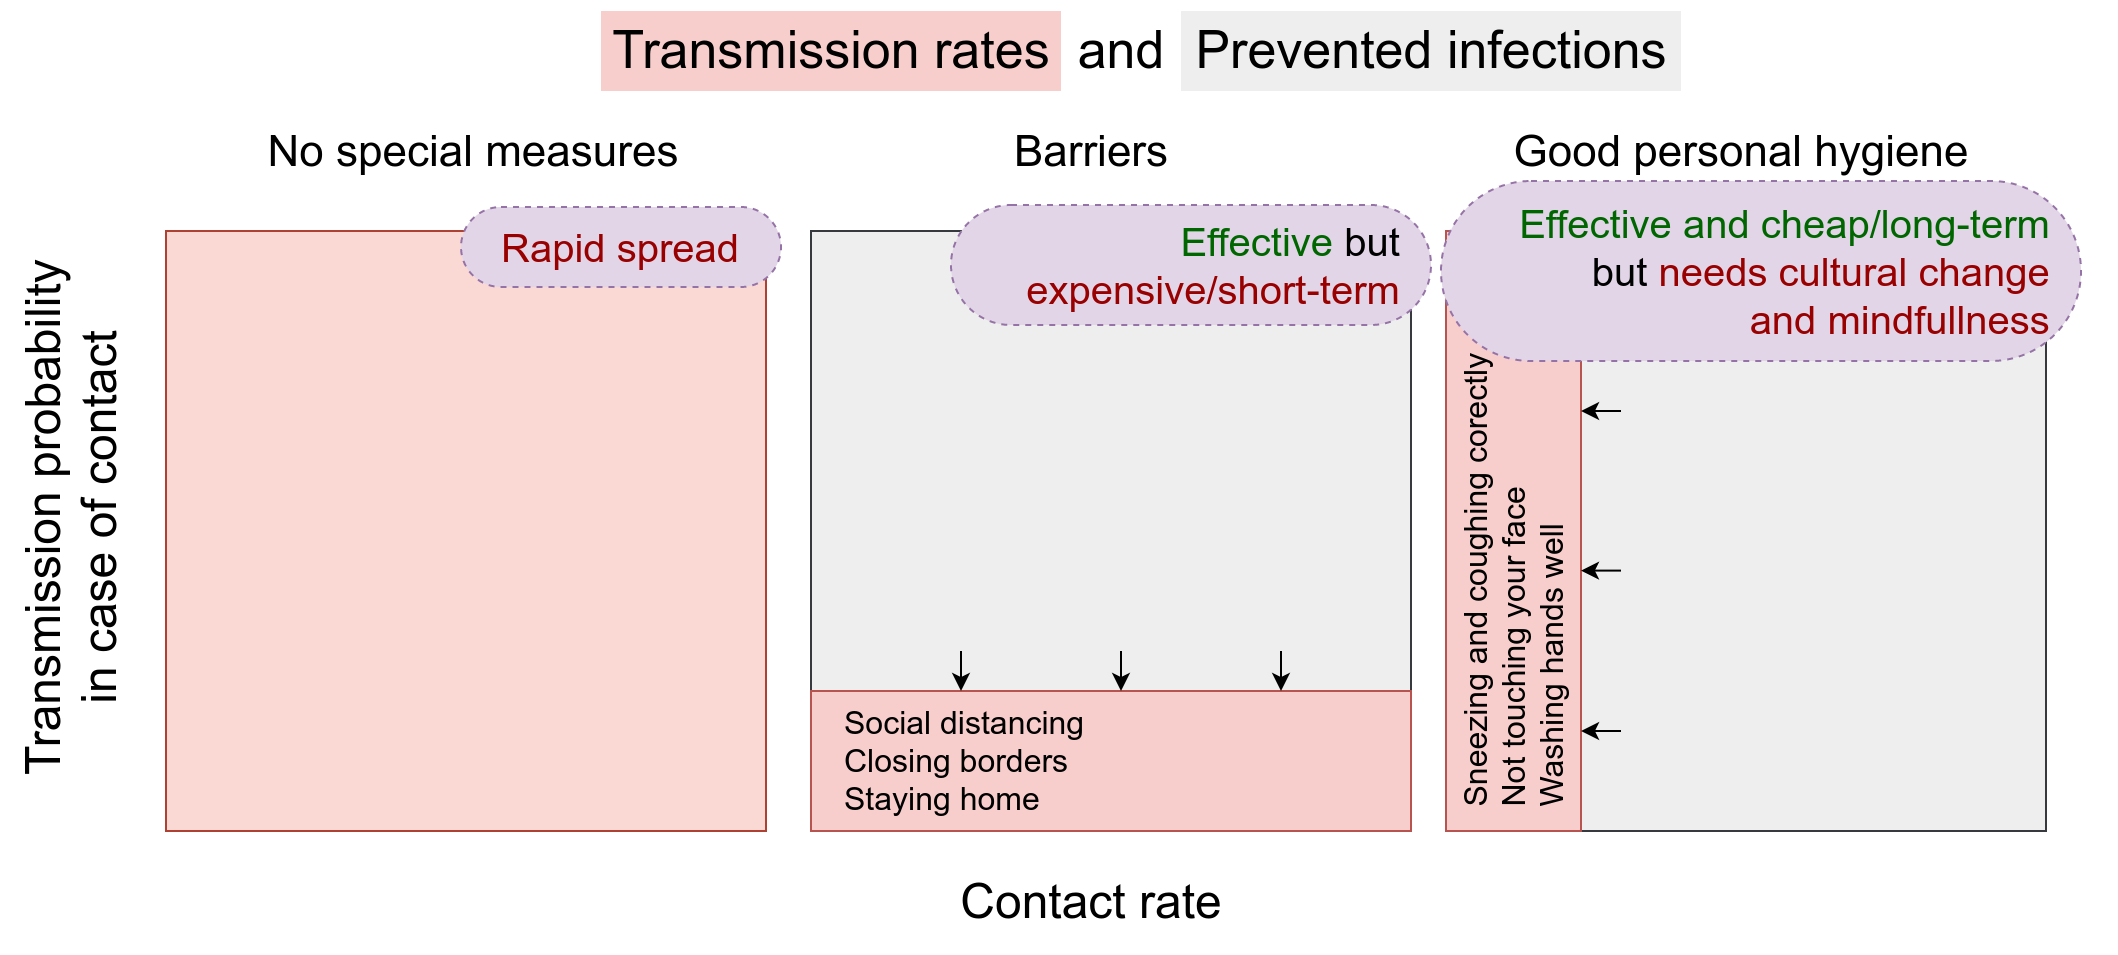 Transmission rates and Prevented infections
No special measures
Barriers
Good personal hygiene
Rapid spread
Effective but
expensive/short-term
Effective and cheap/long-term
but needs cultural change
and mindfullness
Transmission probability
in case of contact
Social distancing
Closing borders
Staying home
Sneezing and coughing corectly
Not touching your face
Washing hands well
Contact rate